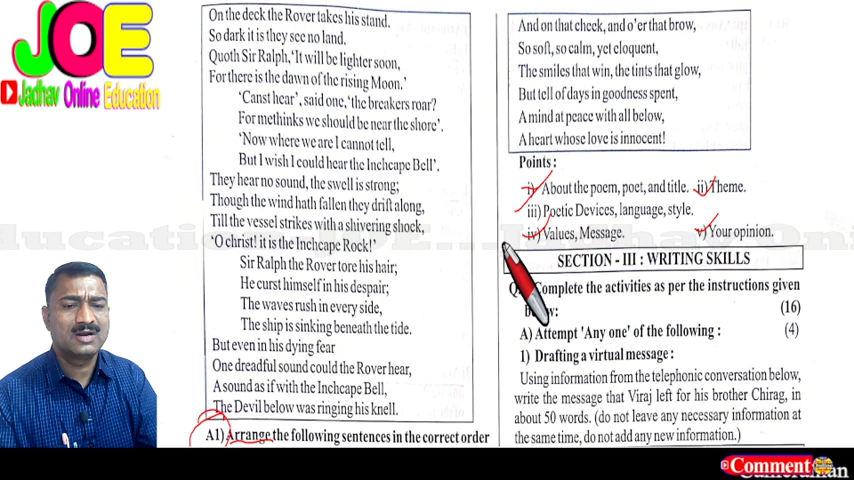 JOE
Jadhav Online Education
On the deck the Rover takes his stand.
So dark it is they see no land.
Quoth Sir Ralph,'It will be lighter soon,
For there is the dawn of the rising Moon.'
'Canst hear', said one,'the breakers roar?
For methinks we should be near the shore'.
'Now where we are I cannot tell,
But I wish I could hear the Inchcape Bell'.
They hear no sound, the swell is strong;
Though the wind hath fallen they drift along,
Till the vessel strikes with a shivering shock,
'O christ! it is the Inchcape Rock!'
Sir Ralph the Rover tore his hair;
He curst himself in his despair;
The waves rush in every side,
The ship is sinking beneath the tide.
But even in his dying fear
One dreadful sound could the Rover hear,
A sound as if with the Inchcape Bell,
The Devil below was ringing his knell.
A1) Arrange the following sentences in the correct order
And on that cheek, and o'er that brow,
So soft, so calm, yet eloquent,
The smiles that win, the tints that glow,
But tell of days in goodness spent,
A mind at peace with all below,
A heart whose love is innocent!
Points :
i) About the poem, poet, and title. ii) Theme.
iii) Poetic Devices, language, style.
iv) Values, Message. v) Your opinion.
SECTION - III : WRITING SKILLS
Complete the activities as per the instructions given
(16)
A) Attempt 'Any one' of the following : (4)
1) Drafting a virtual message :
Using information from the telephonic conversation below,
write the message that Viraj left for his brother Chirag, in
about 50 words. (do not leave any necessary information at
the same time, do not add any new information.)
Comment